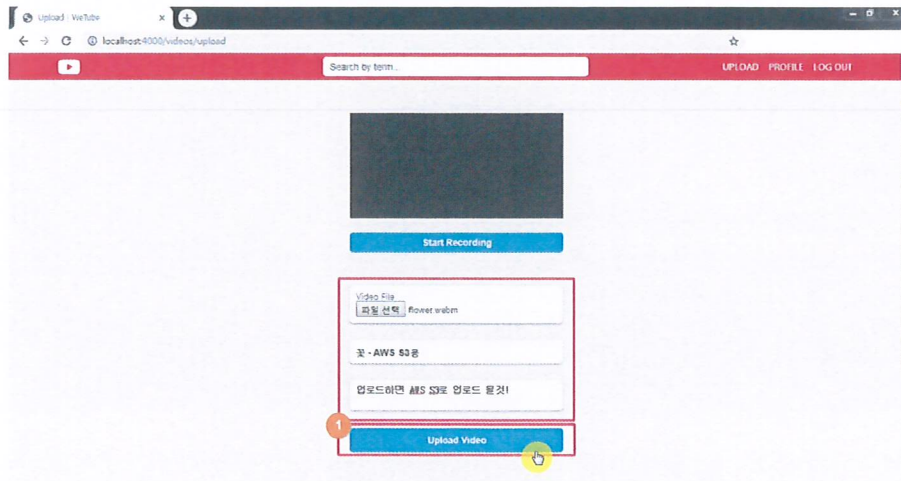 Upload | WeTube
localhost:4000/videos/upload
Search by term...
UPLOAD PROFILE LOG OUT
Start Recording
Video File
파일 선택 flower.webm
꽃 - AWS S3용
업로드하면 AWS S3로 업로드 될것!
1
Upload Video